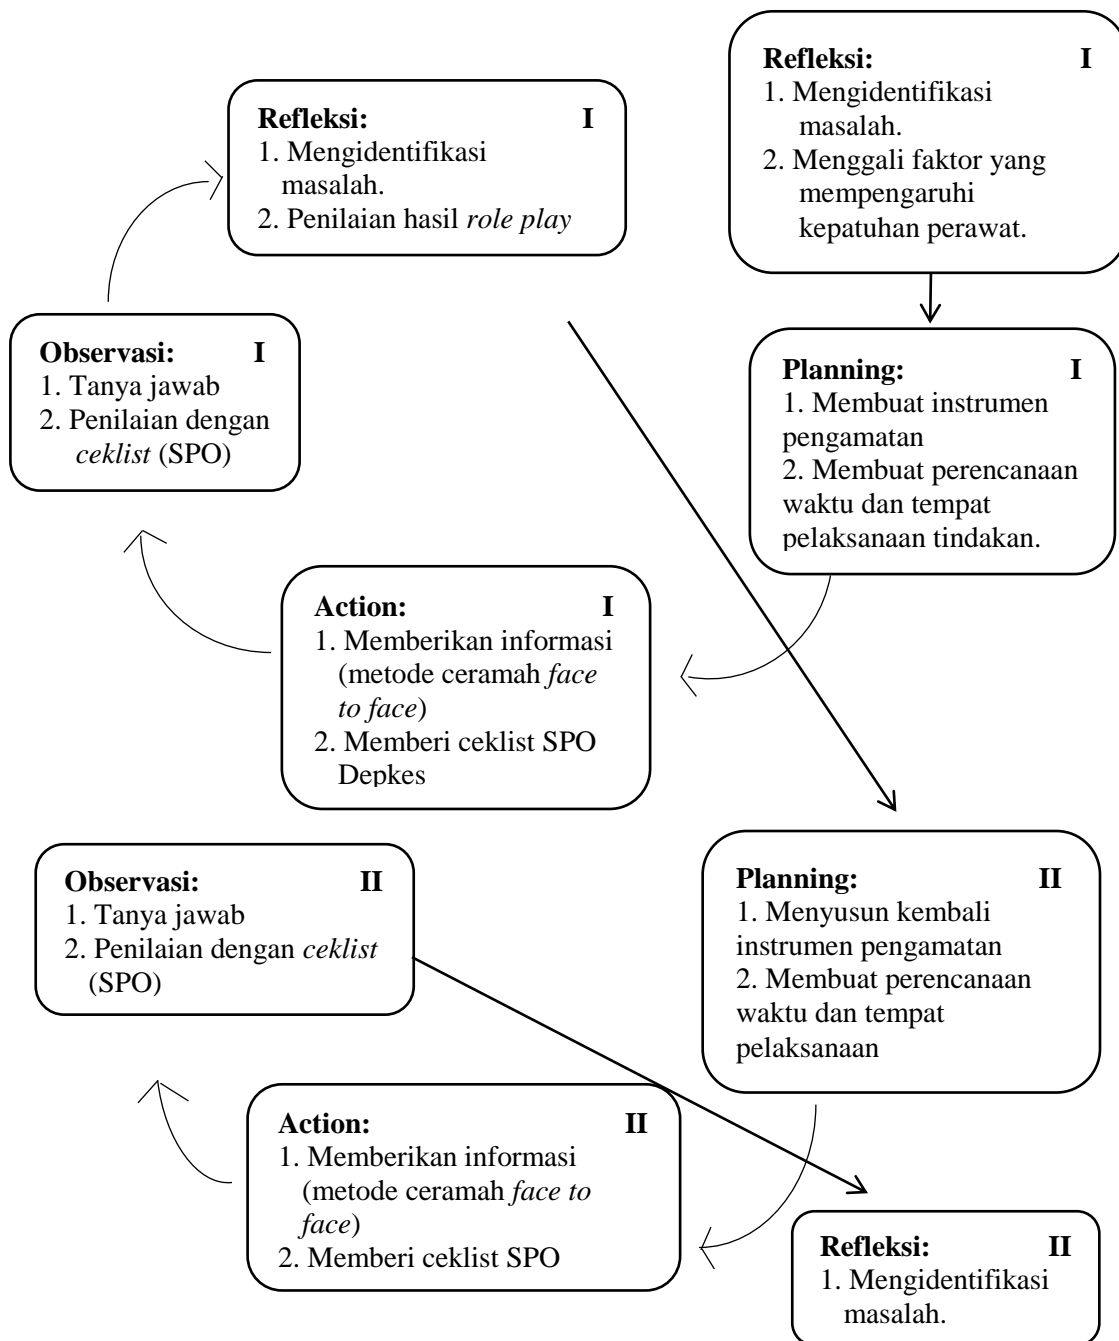 Refleksi: I
1. Mengidentifikasi
masalah.
2. Menggali faktor yang
mempengaruhi
kepatuhan perawat.
Refleksi: I
1. Mengidentifikasi
masalah.
2. Penilaian hasil role play
Observasi: I
1. Tanya jawab
2. Penilaian dengan
ceklist (SPO)
Planning: I
1. Membuat instrumen
pengamatan
2. Membuat perencanaan
waktu dan tempat
pelaksanaan tindakan.
Action: I
1. Memberikan informasi
(metode ceramah face
to face)
2. Memberi ceklist SPO
Depkes
Observasi: II
1. Tanya jawab
2. Penilaian dengan ceklist
(SPO)
Planning: II
1. Menyusun kembali
instrumen pengamatan
2. Membuat perencanaan
waktu dan tempat
pelaksanaan
Action: II
1. Memberikan informasi
(metode ceramah face to
face)
2. Memberi ceklist SPO
Refleksi: II
1. Mengidentifikasi
masalah.